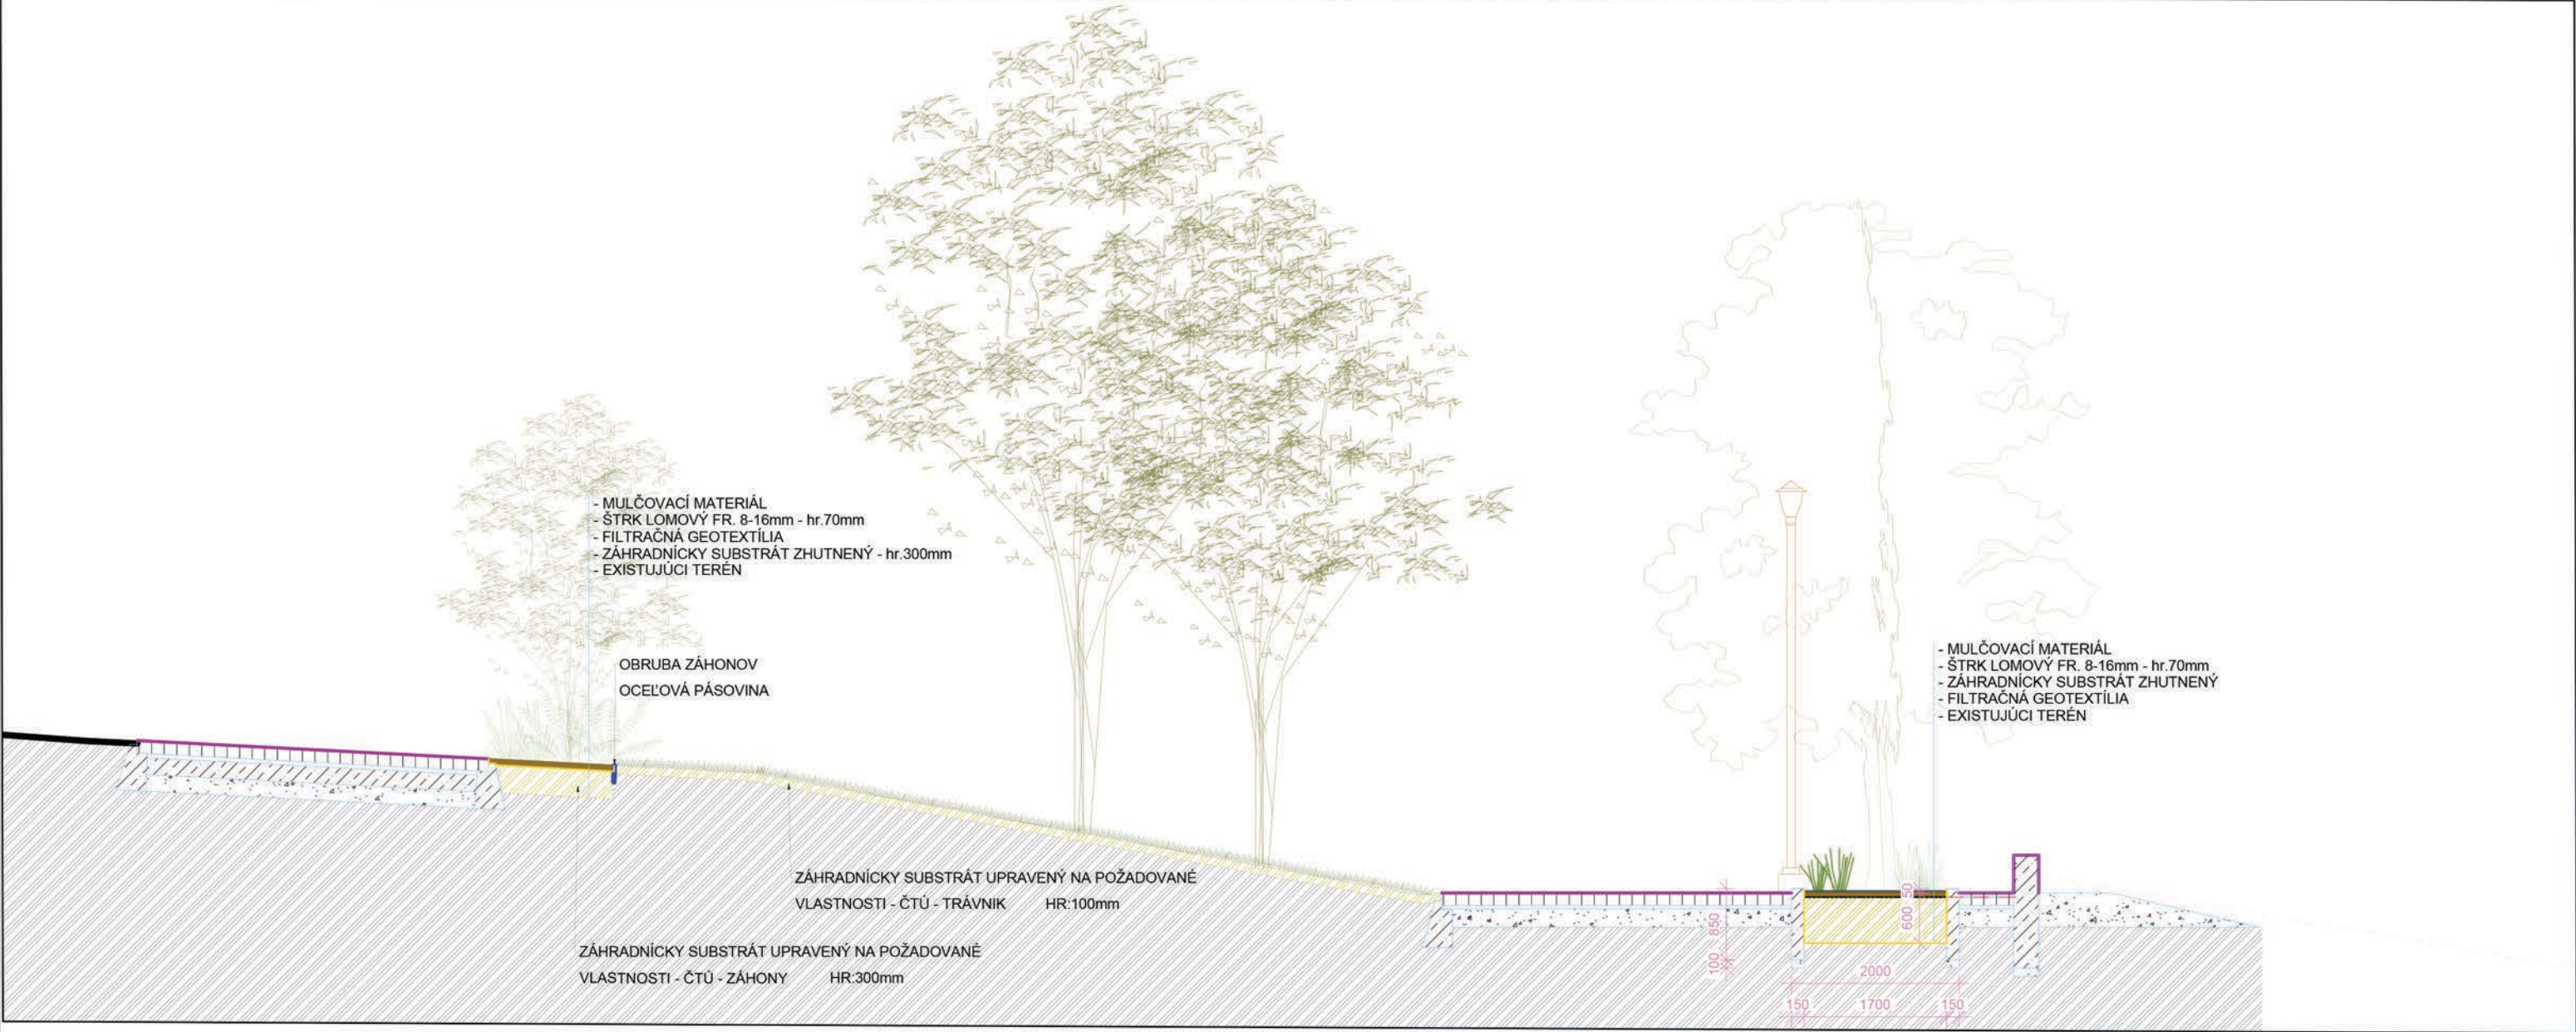 - MULČOVACÍ MATERIÁL
- ŠTRK LOMOVÝ FR. 8-16mm - hr.70mm
- FILTRAČNÁ GEOTEXTÍLIA
- ZÁHRADNÍCKY SUBSTRÁT ZHUTNENÝ - hr.300mm
- EXISTUJÚCI TERÉN
OBRUBA ZÁHONOV
OCEĽOVÁ PÁSOVINA
- MULČOVACÍ MATERIÁL
- ŠTRK LOMOVÝ FR. 8-16mm - hr.70mm
- ZÁHRADNÍCKY SUBSTRÁT ZHUTNENÝ
- FILTRAČNÁ GEOTEXTÍLIA
- EXISTUJÚCI TERÉN
ZÁHRADNÍCKY SUBSTRÁT UPRAVENÝ NA POŽADOVANÉ
VLASTNOSTI - ČTÚ - TRÁVNIK HR:100mm
ZÁHRADNÍCKY SUBSTRÁT UPRAVENÝ NA POŽADOVANÉ
VLASTNOSTI - ČTÚ - ZÁHONY HR:300mm
100 850
600 50
2000
150 1700 150